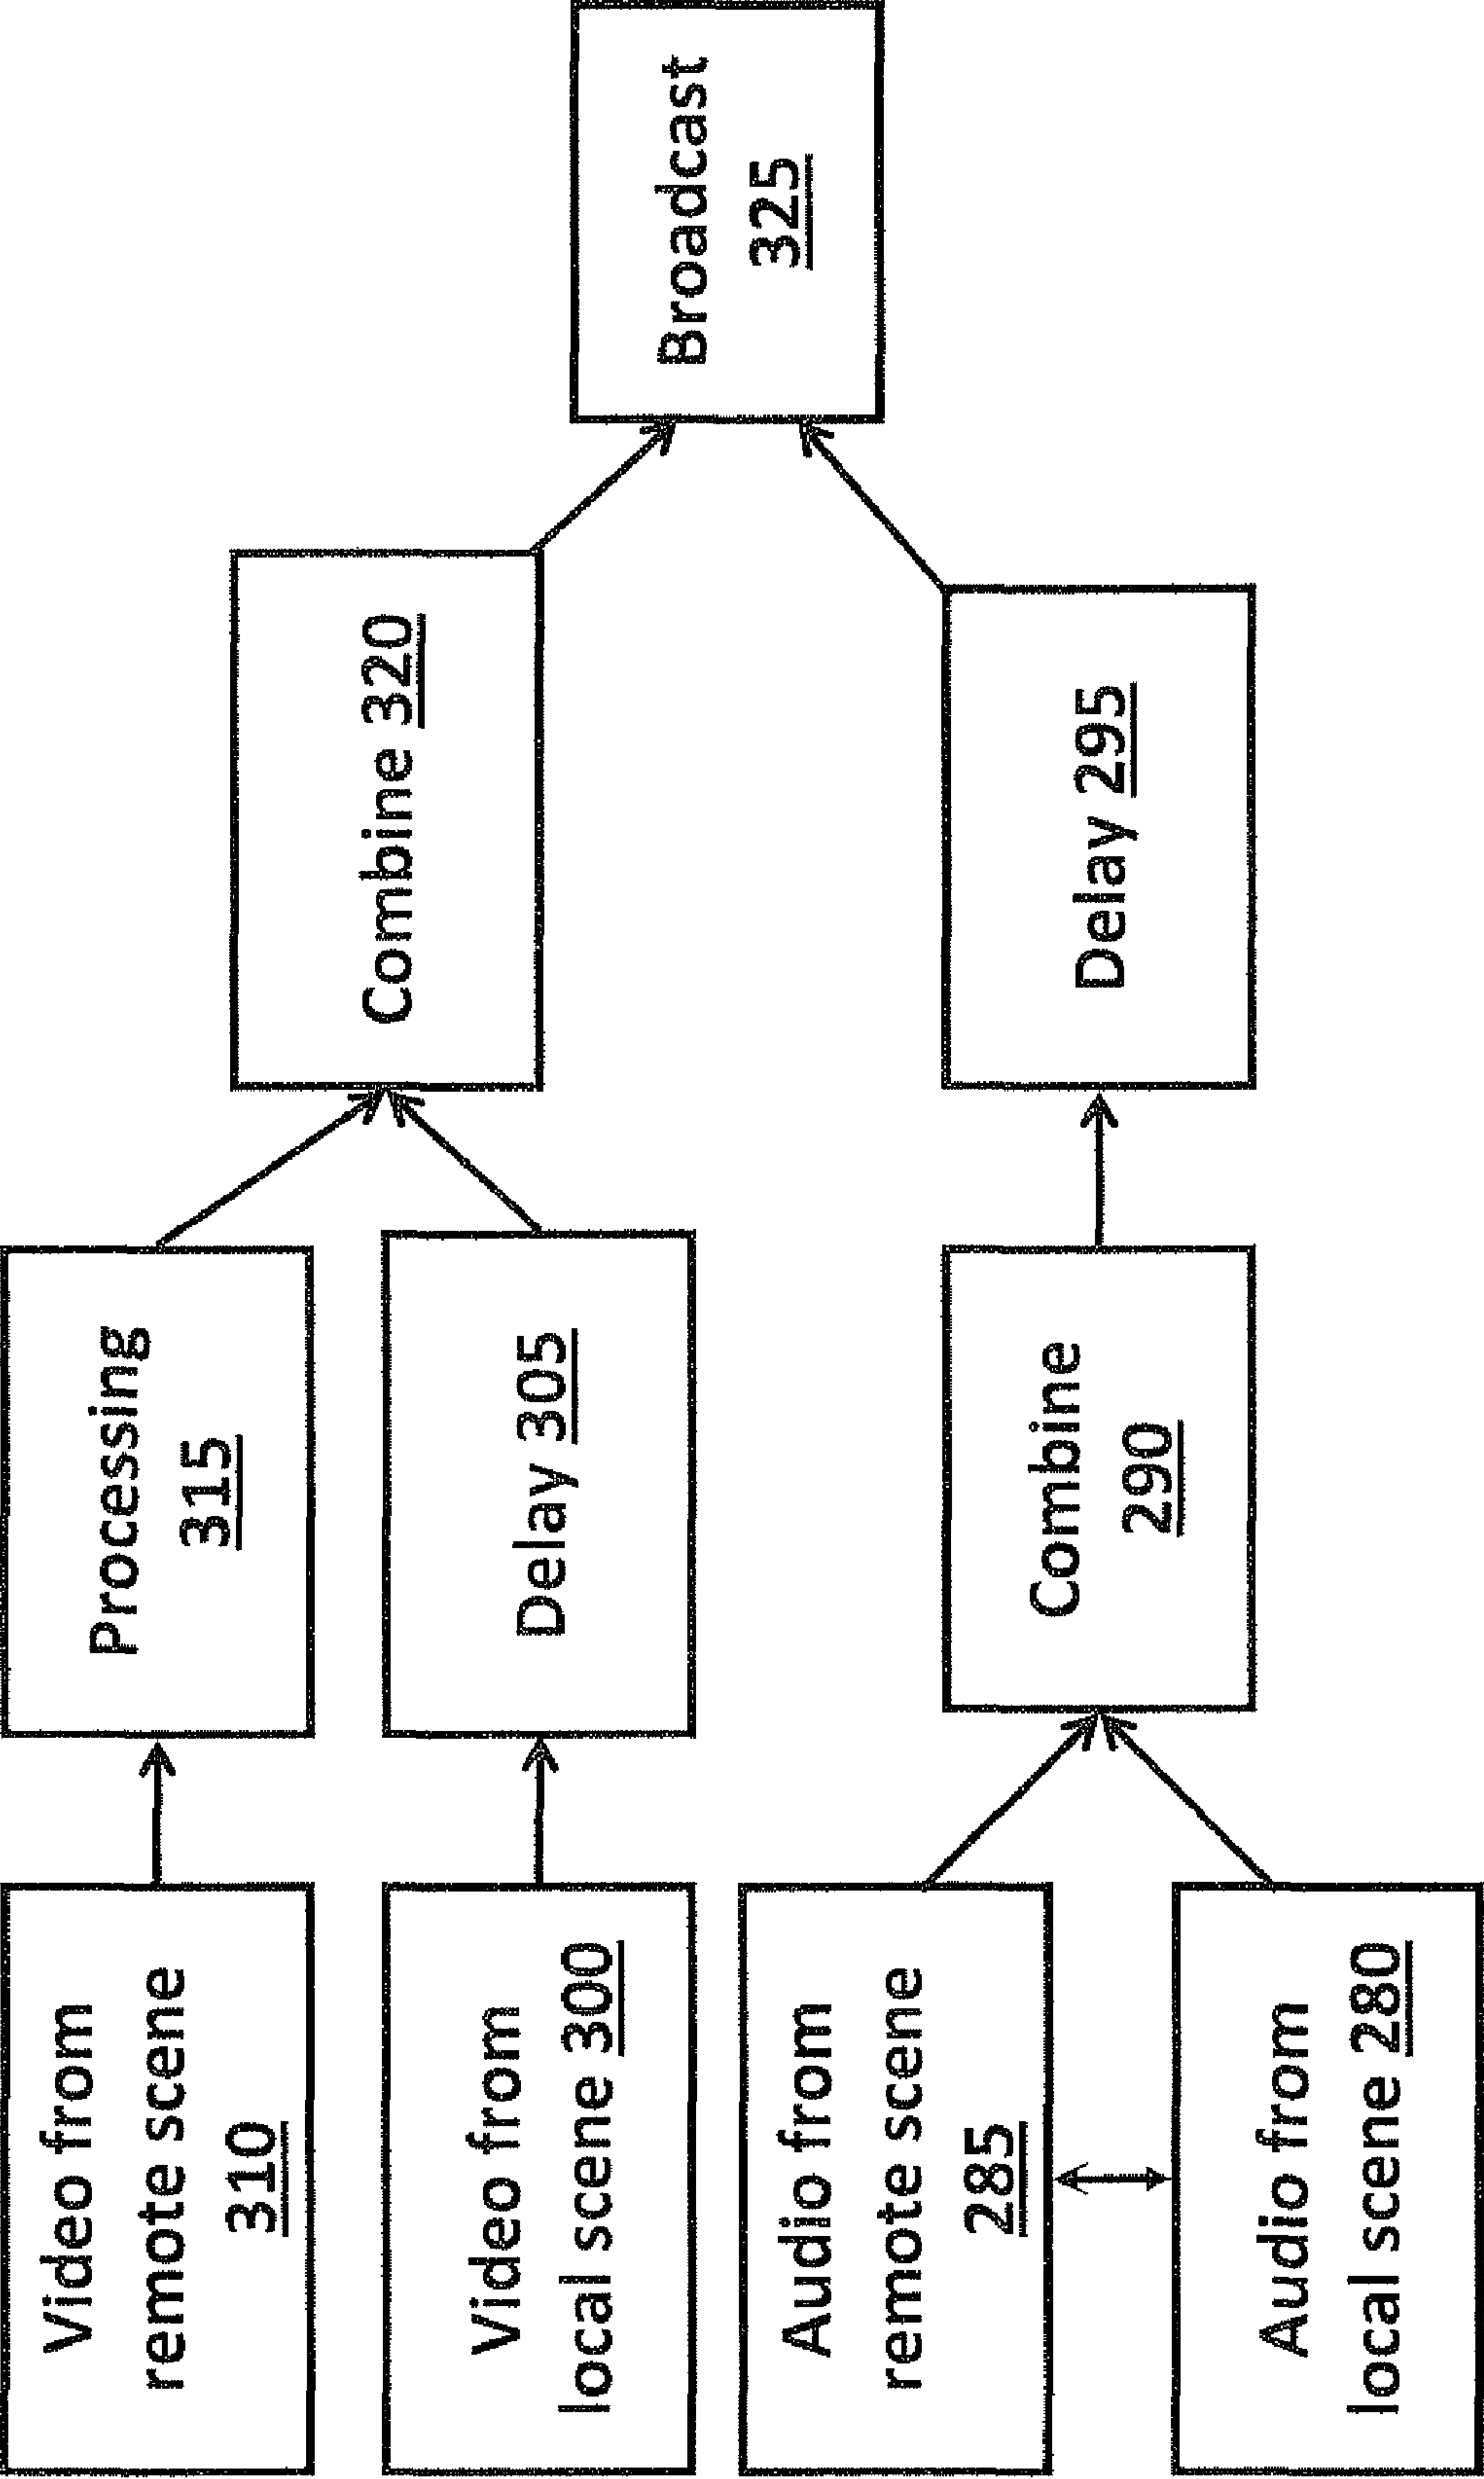 Video from
remote scene
310
Processing
315
Video from
local scene 300
Delay 305
Combine 320
Broadcast
325
Audio from
remote scene
285
Audio from
local scene 280
Combine
290
Delay 295